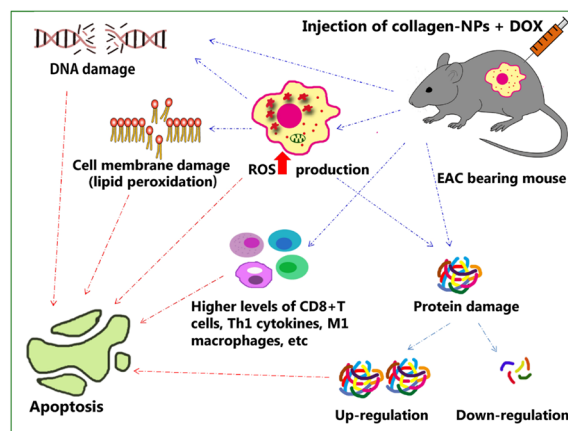 Injection of collagen-NPs + DOX
DNA damage
Cell membrane damage
(lipid peroxidation)
ROS production
EAC bearing mouse
Higher levels of CD8+T
cells, Th1 cytokines, M1
macrophages, etc
Protein damage
Apoptosis
Up-regulation
Down-regulation